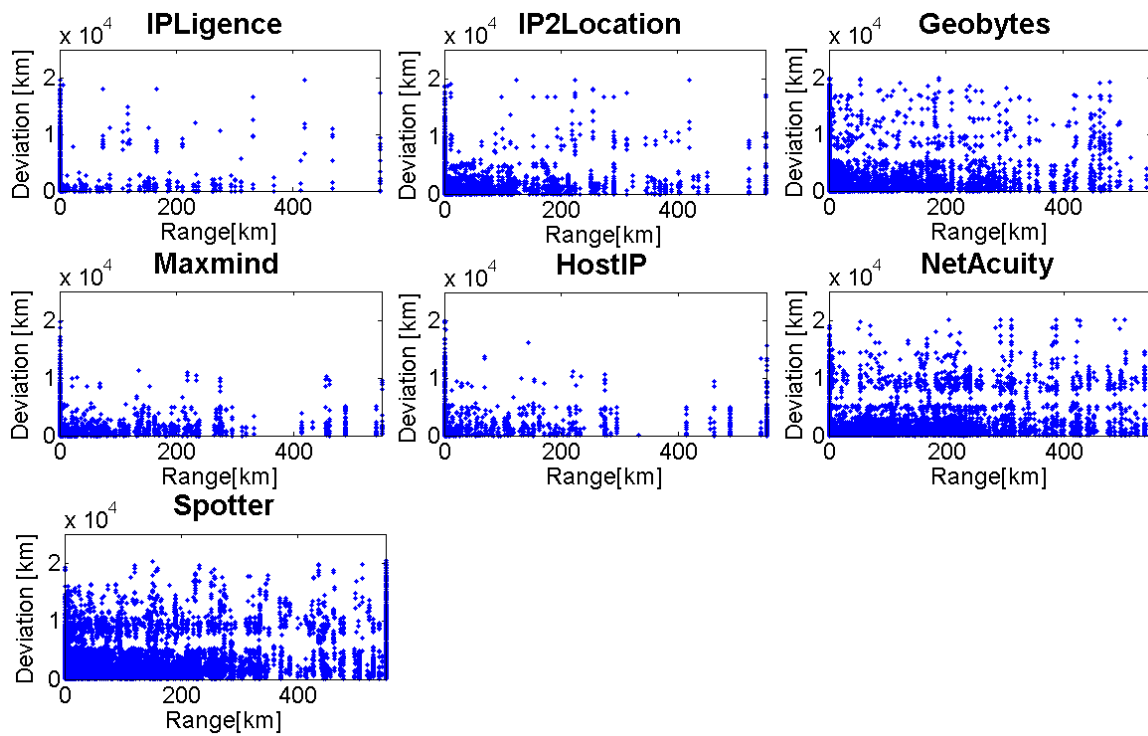 IPLigence
x 10^4
Deviation [km]
2
1
0
0 200 400
Range[km]
IP2Location
x 10^4
Deviation [km]
2
1
0
0 200 400
Range[km]
Geobytes
x 10^4
Deviation [km]
2
1
0
0 200 400
Range[km]
Maxmind
x 10^4
Deviation [km]
2
1
0
0 200 400
Range[km]
HostIP
x 10^4
Deviation [km]
2
1
0
0 200 400
Range[km]
NetAcuity
x 10^4
Deviation [km]
2
1
0
0 200 400
Range[km]
Spotter
x 10^4
Deviation [km]
2
1
0
0 200 400
Range[km]